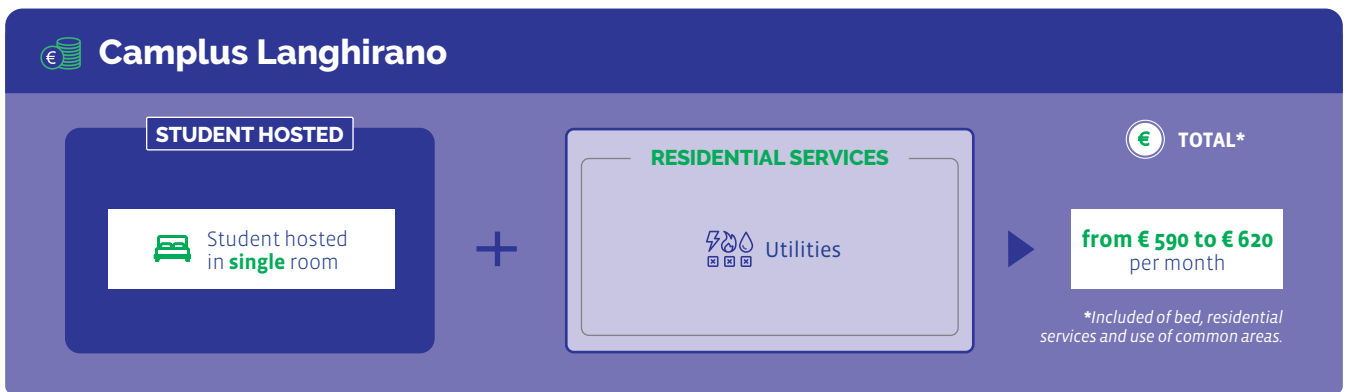 Camplus Langhirano
STUDENT HOSTED
Student hosted
in single room
+
RESIDENTIAL SERVICES
Utilities
€ TOTAL*
from € 590 to € 620
per month
*Included of bed, residential
services and use of common areas.